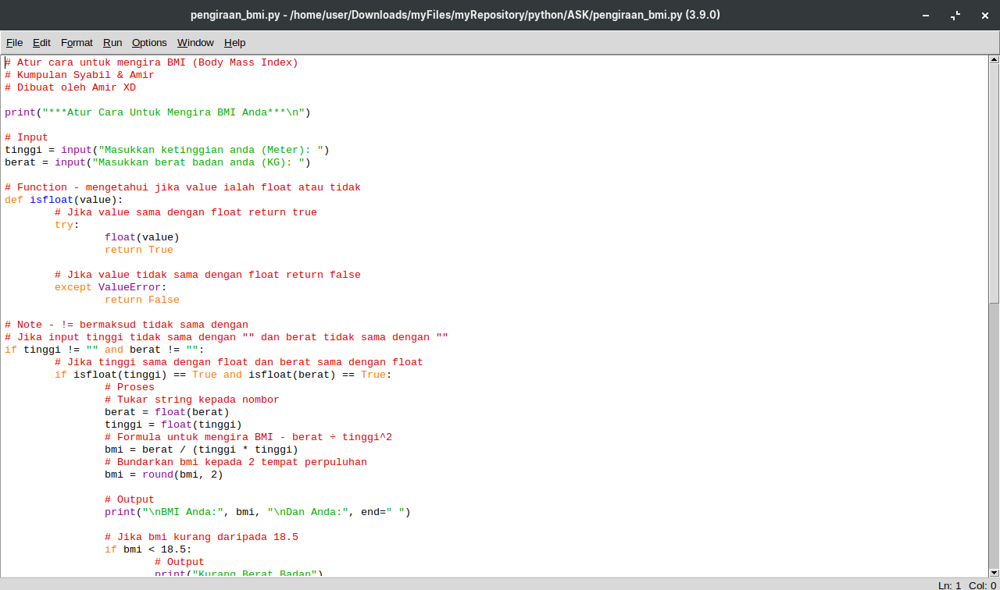 pengiraan_bmi.py - /home/user/Downloads/myFiles/myRepository/python/ASK/pengiraan_bmi.py (3.9.0)
File Edit Format Run Options Window Help
# Atur cara untuk mengira BMI (Body Mass Index)
# Kumpulan Syabil & Amir
# Dibuat oleh Amir XD

print("***Atur Cara Untuk Mengira BMI Anda***\n")

# Input
tinggi = input("Masukkan ketinggian anda (Meter): ")
berat = input("Masukkan berat badan anda (KG): ")

# Function - mengetahui jika value ialah float atau tidak
def isfloat(value):
        # Jika value sama dengan float return true
        try:
                float(value)
                return True

        # Jika value tidak sama dengan float return false
        except ValueError:
                return False

# Note - != bermaksud tidak sama dengan
# Jika input tinggi tidak sama dengan "" dan berat tidak sama dengan ""
if tinggi != "" and berat != "":
        # Jika tinggi sama dengan float dan berat sama dengan float
        if isfloat(tinggi) == True and isfloat(berat) == True:
                # Proses
                # Tukar string kepada nombor
                berat = float(berat)
                tinggi = float(tinggi)
                # Formula untuk mengira BMI - berat ÷ tinggi^2
                bmi = berat / (tinggi * tinggi)
                # Bundarkan bmi kepada 2 tempat perpuluhan
                bmi = round(bmi, 2)

                # Output
                print("\nBMI Anda:", bmi, "\nDan Anda:", end=" ")

                # Jika bmi kurang daripada 18.5
                if bmi < 18.5:
                        # Output
                        print("Kurang Berat Badan")
Ln: 1 Col: 0